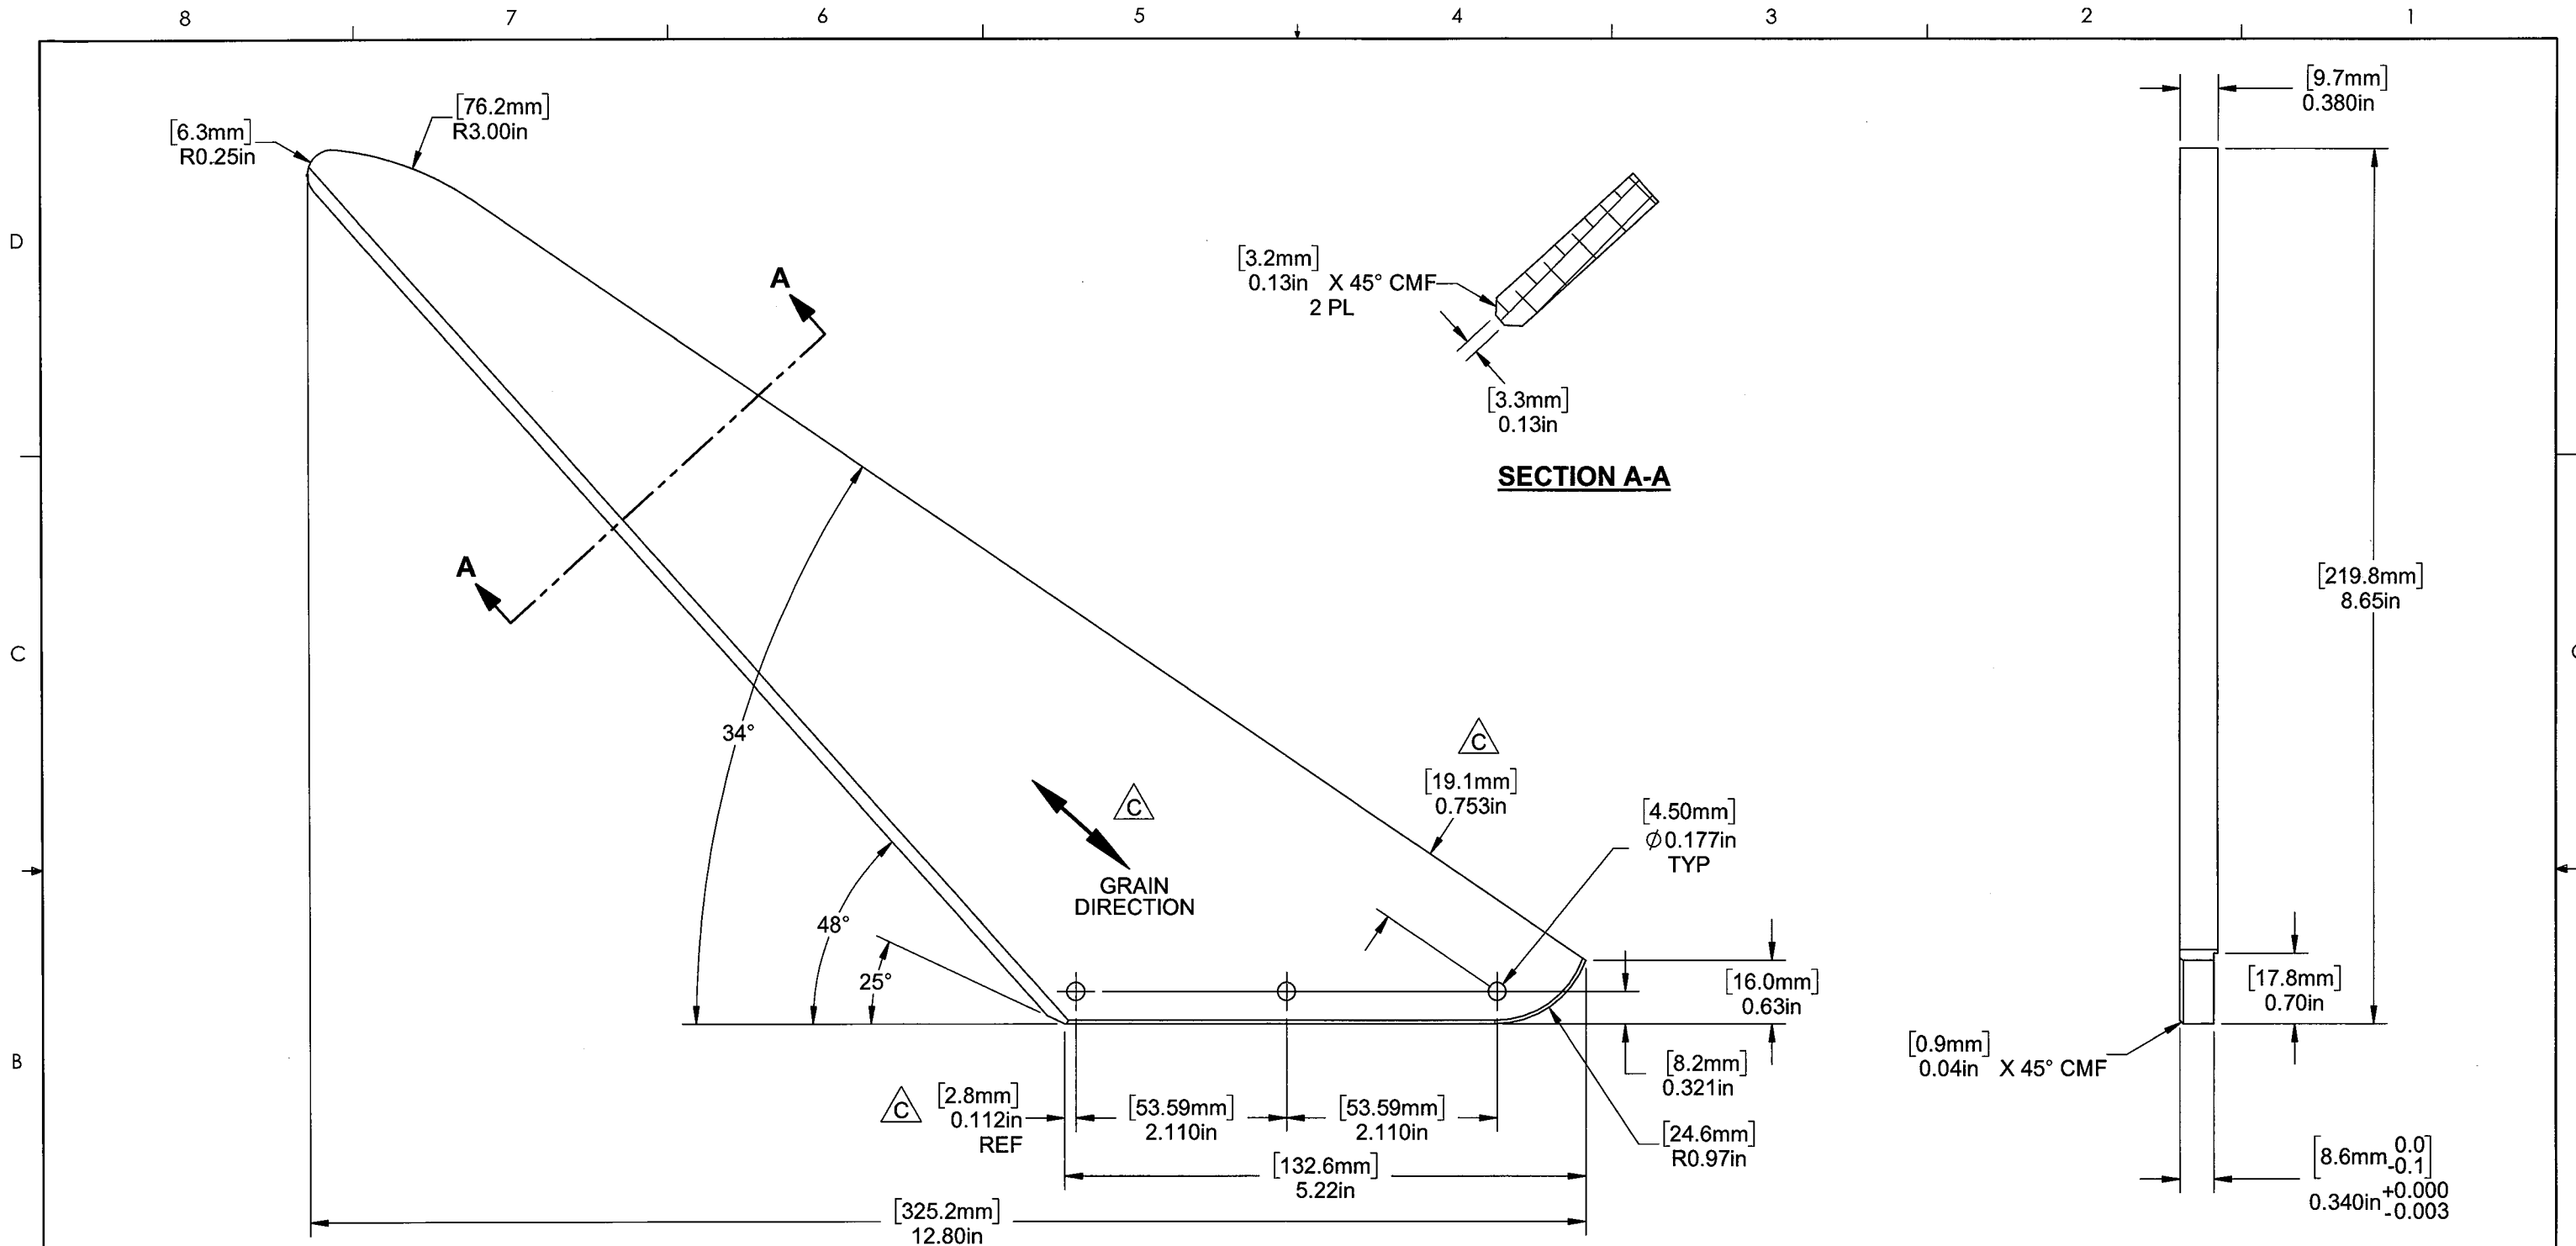 8 7 6 5 4 3 2 1
[9.7mm]
0.380in
[76.2mm]
R3.00in
[6.3mm]
R0.25in
D
A
[3.2mm]
0.13in X 45° CMF
2 PL
[3.3mm]
0.13in
SECTION A-A
A
[219.8mm]
8.65in
C
34°
C
[19.1mm]
0.753in
C
[4.50mm]
Ø0.177in
TYP
GRAIN
DIRECTION
48°
25°
[16.0mm]
0.63in
[17.8mm]
0.70in
[0.9mm]
0.04in X 45° CMF
B
[8.2mm]
0.321in
C
[2.8mm]
0.112in
REF
[53.59mm]
2.110in
[53.59mm]
2.110in
[24.6mm]
R0.97in
[132.6mm]
5.22in
[8.6mm 0.0 -0.1]
0.340in +0.000 -0.003
[325.2mm]
12.80in